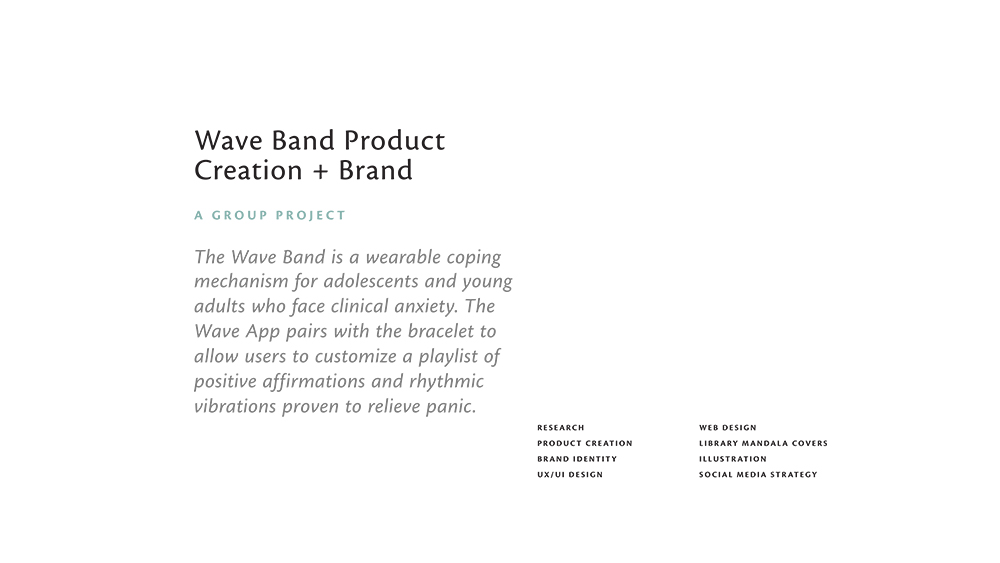 Wave Band Product
Creation + Brand
A GROUP PROJECT
The Wave Band is a wearable coping
mechanism for adolescents and young
adults who face clinical anxiety. The
Wave App pairs with the bracelet to
allow users to customize a playlist of
positive affirmations and rhythmic
vibrations proven to relieve panic.
RESEARCH
PRODUCT CREATION
BRAND IDENTITY
UX/UI DESIGN
WEB DESIGN
LIBRARY MANDALA COVERS
ILLUSTRATION
SOCIAL MEDIA STRATEGY